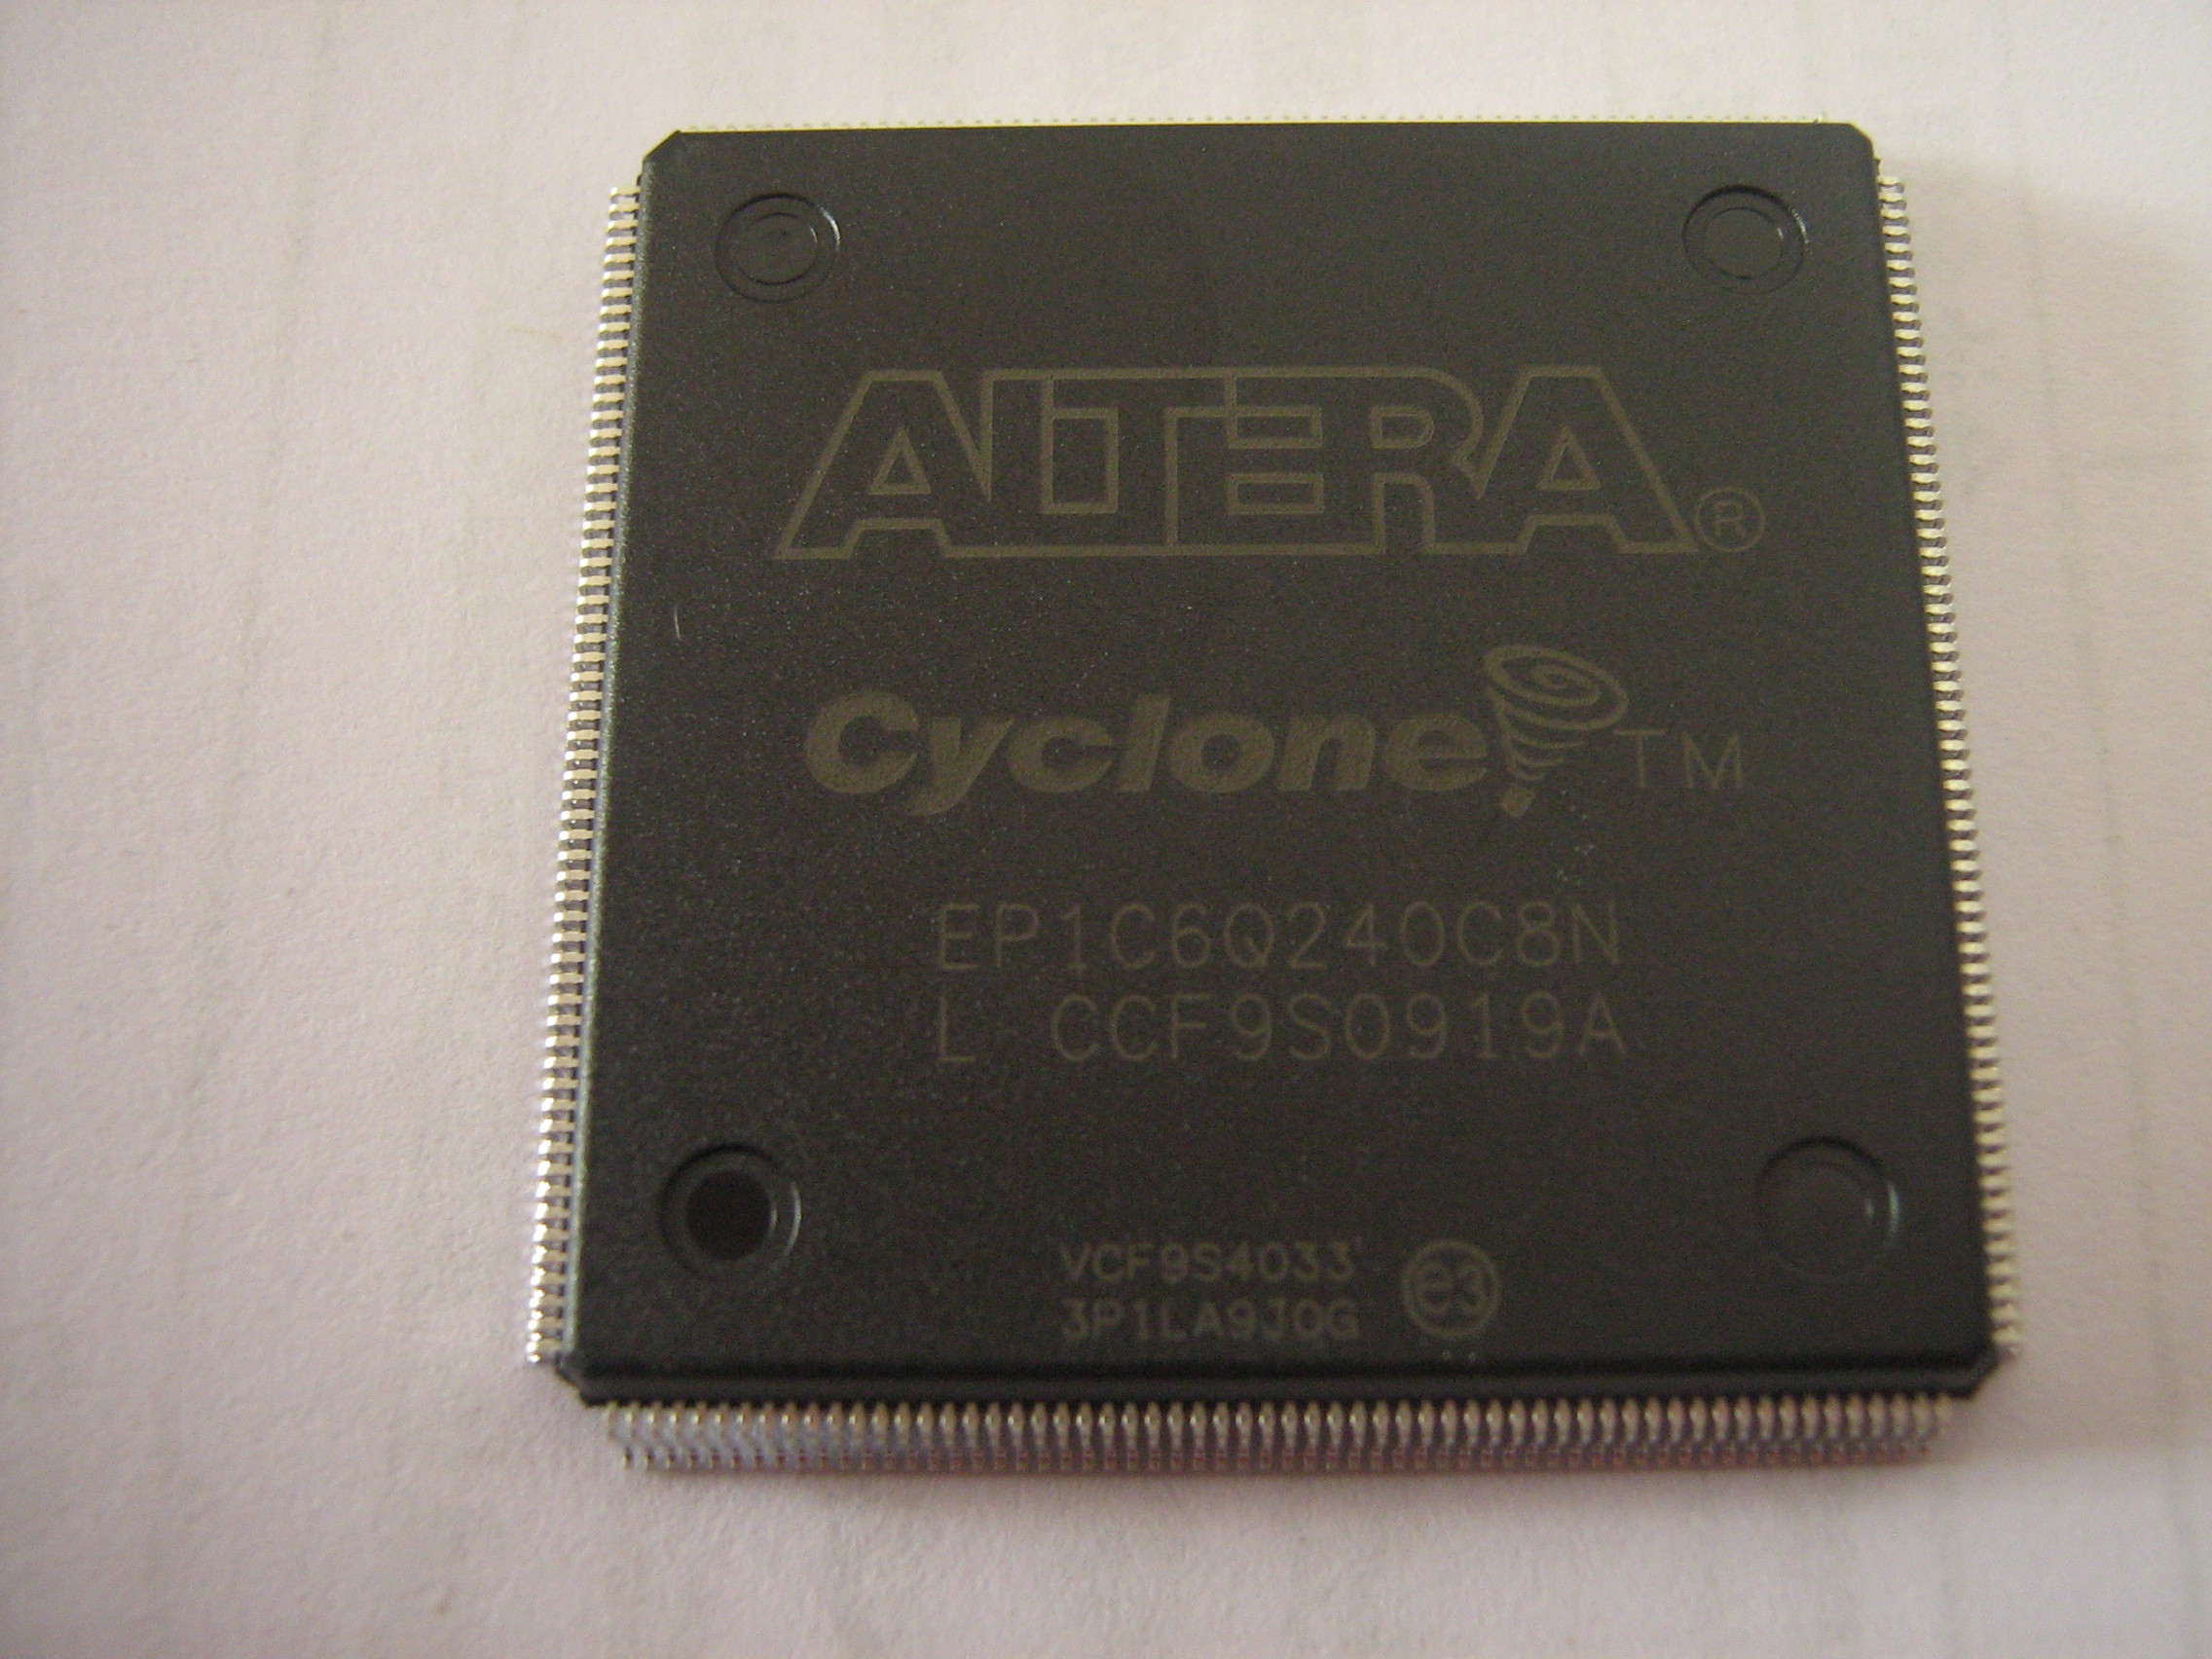 ALTERA®
Cyclone™
EP1C6Q240C8N
L CCF9S0919A
VCF9S4033
3P1LA9J0G
e3